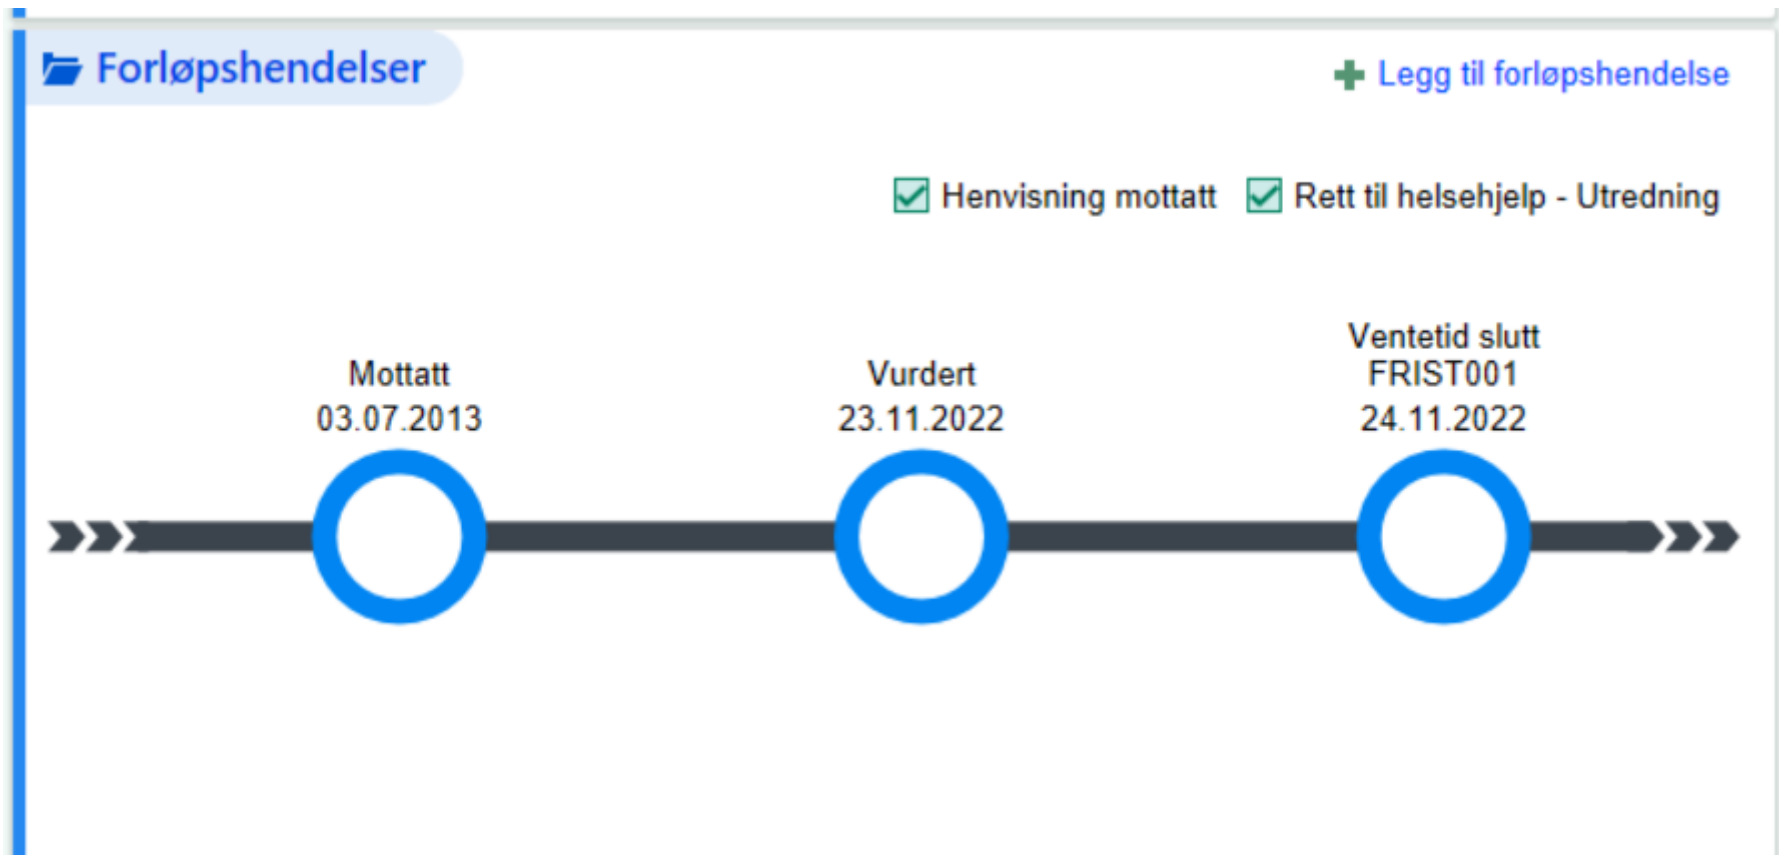 Forløpshendelser
Legg til forløpshendelse
Henvisning mottatt
Rett til helsehjelp - Utredning
Mottatt
03.07.2013
Vurdert
23.11.2022
Ventetid slutt
FRIST001
24.11.2022